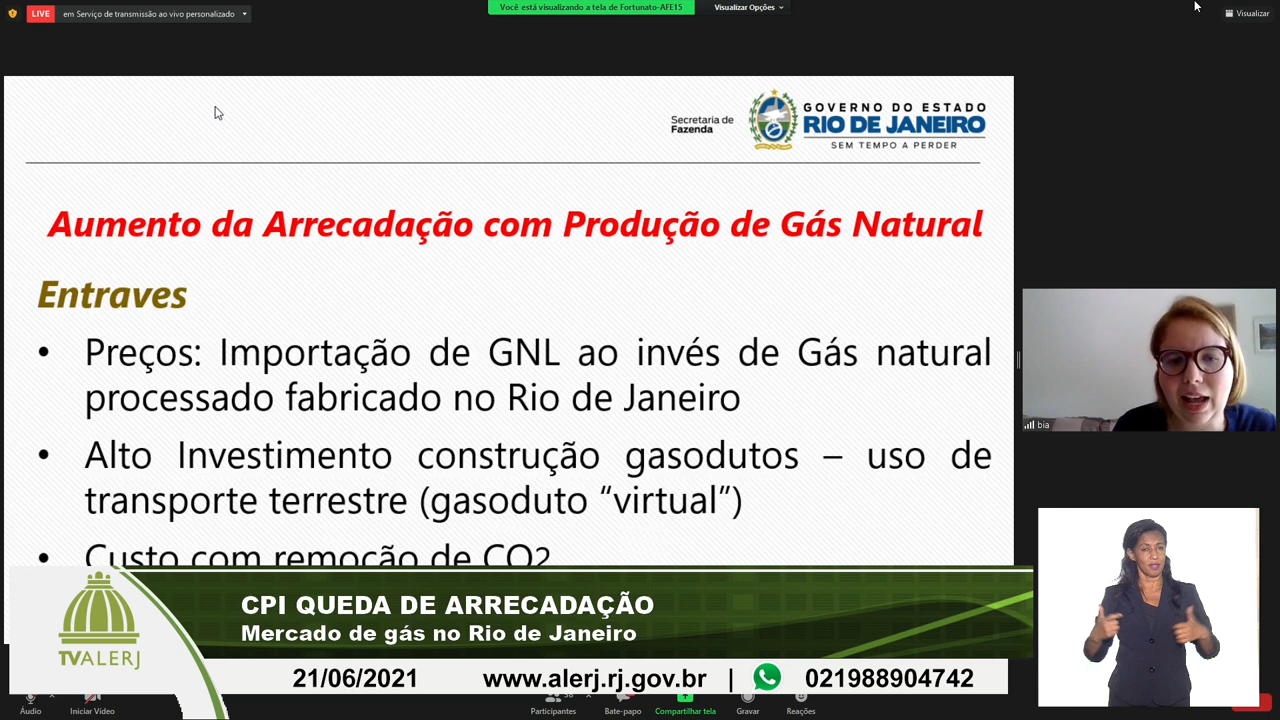 LIVE em Serviço de transmissão ao vivo personalizado
Você está visualizando a tela de Fortunato-AFE15
Visualizar Opções
Visualizar
Secretaria de
Fazenda
GOVERNO DO ESTADO
RIO DE JANEIRO
SEM TEMPO A PERDER
Aumento da Arrecadação com Produção de Gás Natural
Entraves
• Preços: Importação de GNL ao invés de Gás natural
processado fabricado no Rio de Janeiro
• Alto Investimento construção gasodutos – uso de
transporte terrestre (gasoduto “virtual”)
• Custo com remoção de CO2
bia
CPI QUEDA DE ARRECADAÇÃO
Mercado de gás no Rio de Janeiro
TVALERJ
21/06/2021 www.alerj.rj.gov.br | 021988904742
Áudio
Iniciar Vídeo
Participantes
Bate-papo
Compartilhar tela
Gravar
Reações